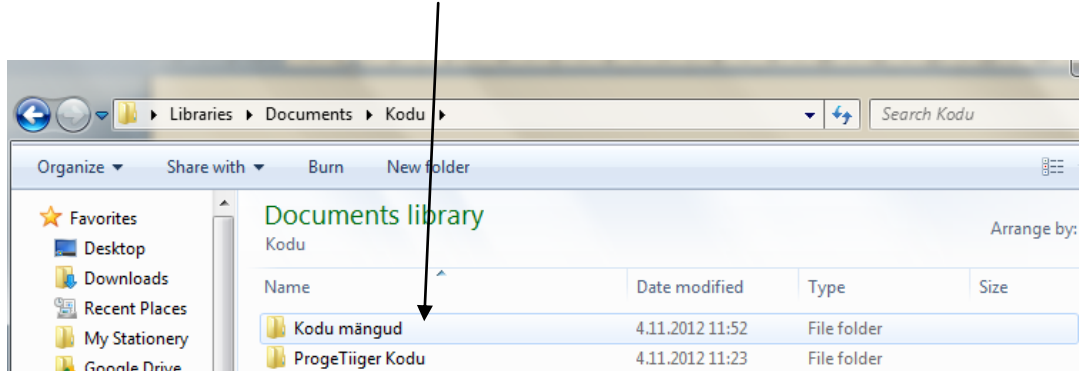 Libraries Documents Kodu Search Kodu
Organize Share with Burn New folder
Favorites
Desktop
Downloads
Recent Places
My Stationery
Google Drive
Documents library
Kodu
Arrange by:
Name Date modified Type Size
Kodu mängud 4.11.2012 11:52 File folder
ProgeTiiger Kodu 4.11.2012 11:23 File folder